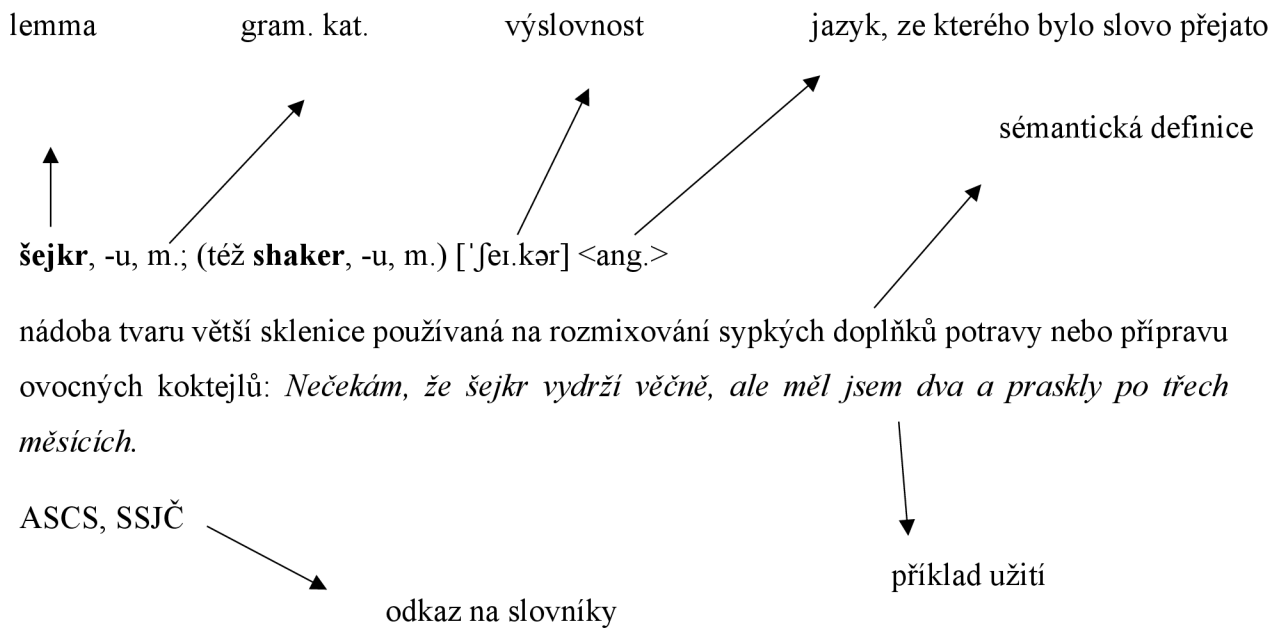 lemma gram. kat. výslovnost jazyk, ze kterého bylo slovo přejato
sémantická definice
šejkr, -u, m.; (též shaker, -u, m.) [ˈʃeɪ.kər] <ang.>
nádoba tvaru větší sklenice používaná na rozmixování sypkých doplňků potravy nebo přípravu
ovocných koktejlů: Nečekám, že šejkr vydrží věčně, ale měl jsem dva a praskly po třech
měsících.
ASCS, SSJČ
příklad užití
odkaz na slovníky